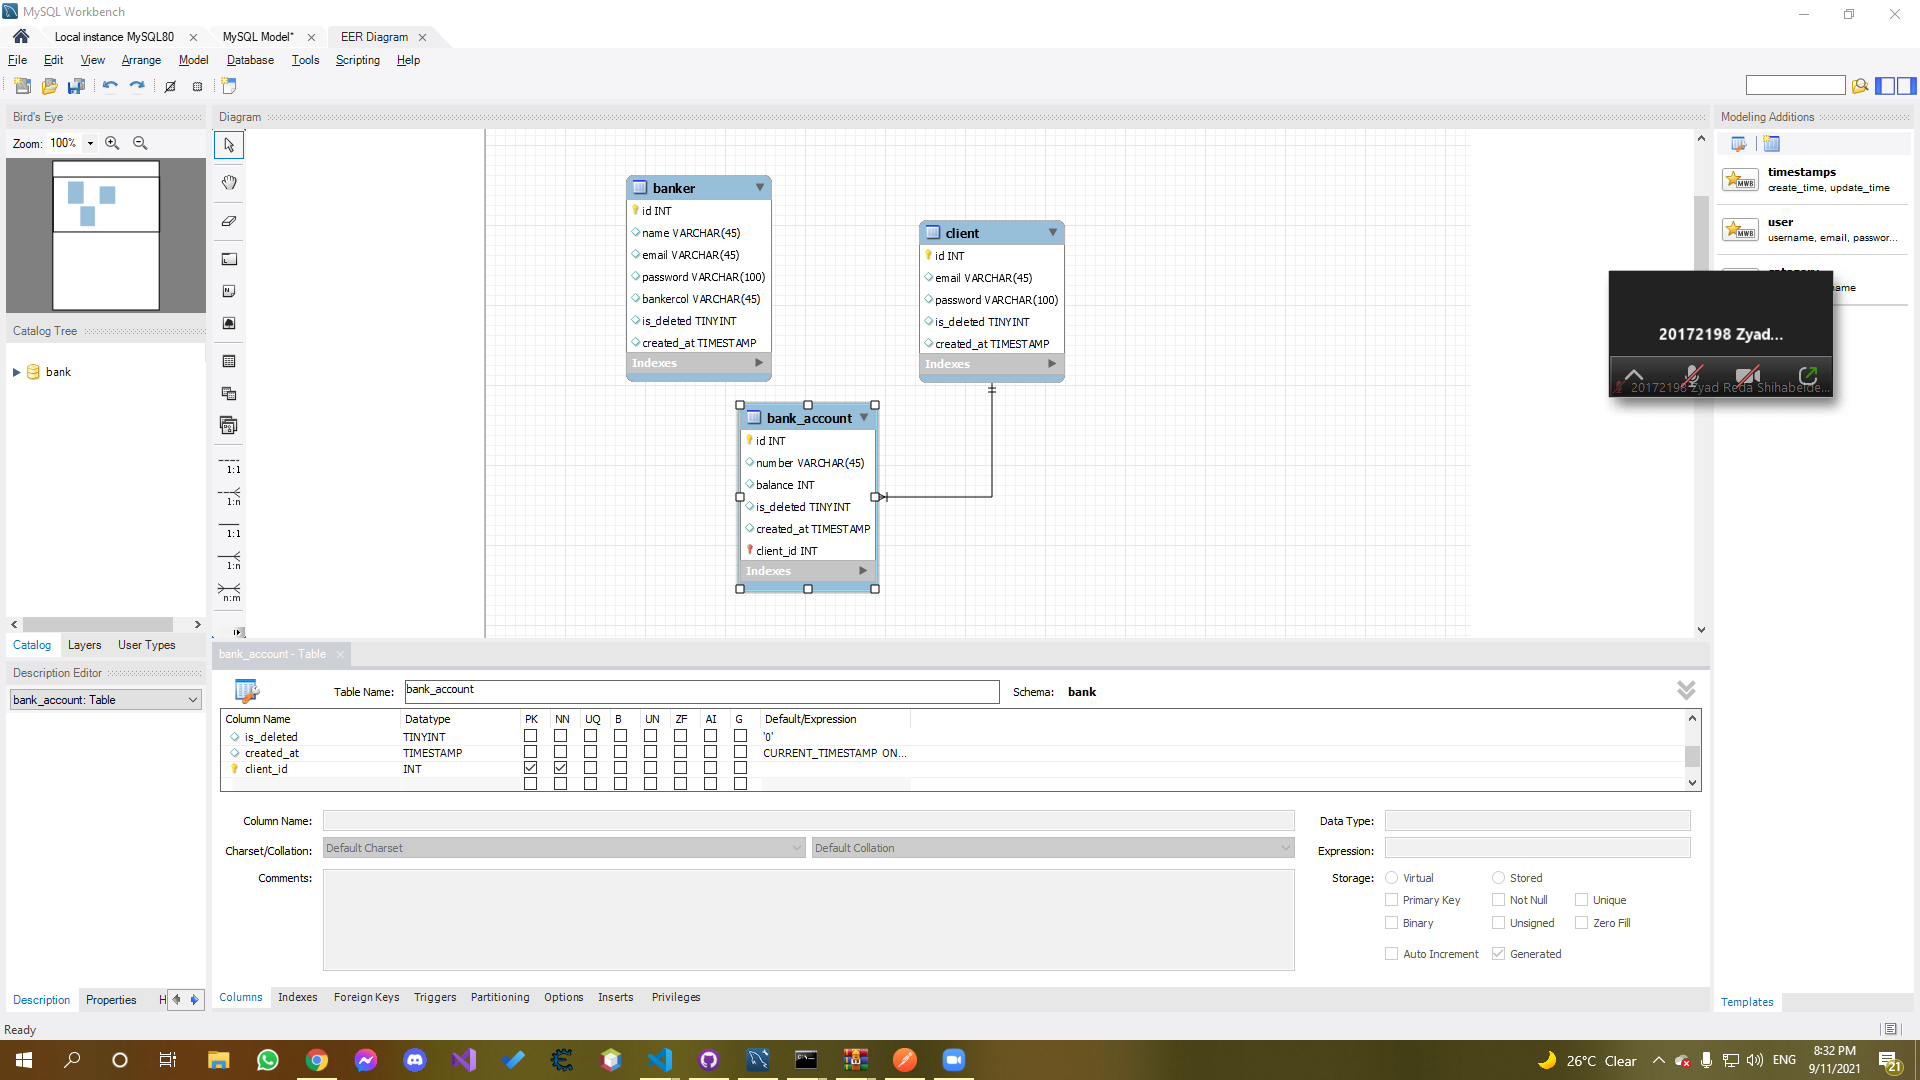 MySQL Workbench
Local instance MySQL80
MySQL Model*
EER Diagram
File Edit View Arrange Model Database Tools Scripting Help
Bird's Eye
Zoom: 100%
Catalog Tree
bank
Catalog Layers User Types
Description Editor
bank_account: Table
Description Properties H
Ready
Diagram
1:1
1:n
1:1
1:n
n:m
banker
id INT
name VARCHAR(45)
email VARCHAR(45)
password VARCHAR(100)
bankercol VARCHAR(45)
is_deleted TINYINT
created_at TIMESTAMP
Indexes
client
id INT
email VARCHAR(45)
password VARCHAR(100)
is_deleted TINYINT
created_at TIMESTAMP
Indexes
bank_account
id INT
number VARCHAR(45)
balance INT
is_deleted TINYINT
created_at TIMESTAMP
client_id INT
Indexes
Modeling Additions
timestamps
create_time, update_time
user
username, email, passwor...
ame
20172198 Zyad...
20172198 Zyad Reda Shihabelde...
Templates
bank_account - Table
Table Name: bank_account Schema: bank
Column Name Datatype PK NN UQ B UN ZF AI G Default/Expression
is_deleted TINYINT '0'
created_at TIMESTAMP CURRENT_TIMESTAMP ON...
client_id INT
Column Name: Data Type:
Charset/Collation: Default Charset Default Collation Expression:
Comments: Storage: Virtual Stored
Primary Key Not Null Unique
Binary Unsigned Zero Fill
Auto Increment Generated
Columns Indexes Foreign Keys Triggers Partitioning Options Inserts Privileges
26°C Clear
ENG
8:32 PM
9/11/2021
21